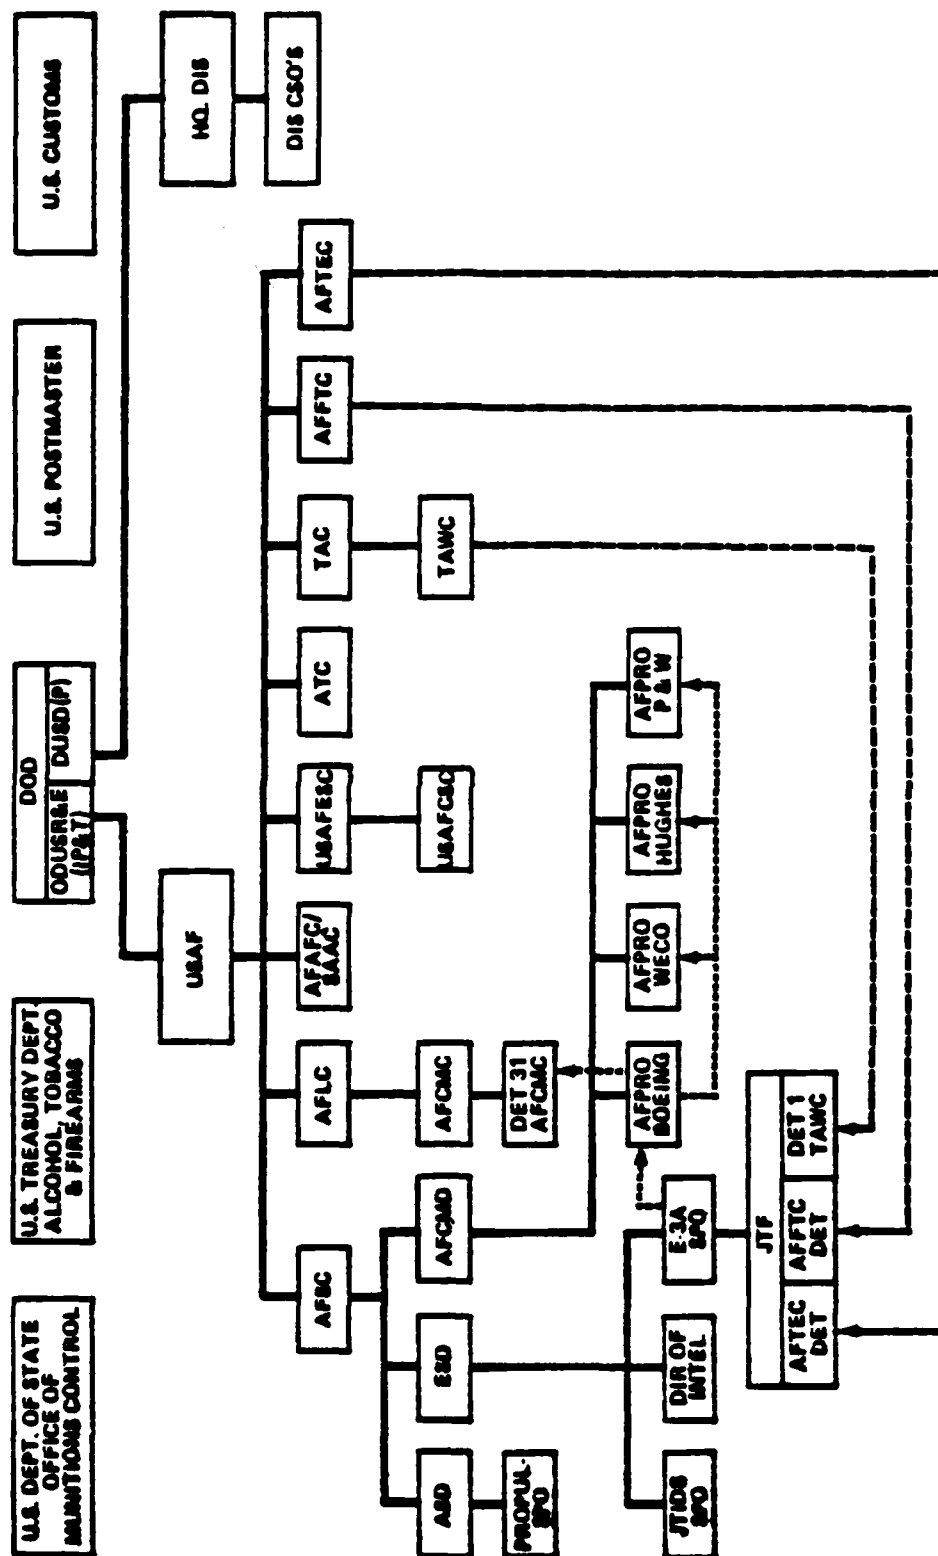 U.S. DEPT. OF STATE
OFFICE OF
MUNITIONS CONTROL
U.S. TREASURY DEPT.
ALCOHOL, TOBACCO
& FIREARMS
DOD
ODUSR&E
(IP&T)
DUSD(P)
U.S. POSTMASTER
U.S. CUSTOMS
USAF
HQ. DIS
DIS CSO'S
AFSC
AFLC
AFAFC/
SAAC
USAFESC
ATC
TAC
AFFTC
AFTEC
ASD
ESD
AFCMD
AFCMC
USAFCSC
TAWC
PROPUL-
SPO
DET 31
AFCMC
AFPRO
BOEING
AFPRO
WECO
AFPRO
HUGHES
AFPRO
P & W
JTIDS
SPO
DIR OF
INTEL
E-3A
SPO
JTF
AFTEC
DET
AFFTC
DET
DET 1
TAWC